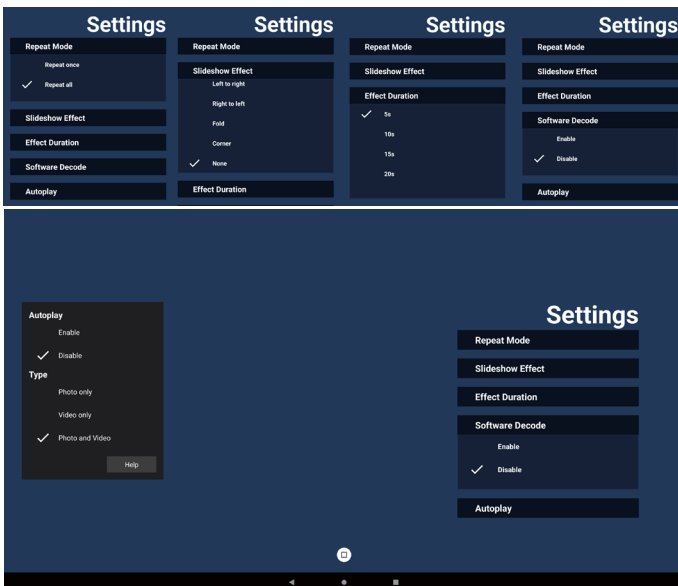 Settings
Repeat Mode
Repeat once
Repeat all
Slideshow Effect
Effect Duration
Software Decode
Autoplay
Settings
Repeat Mode
Slideshow Effect
Left to right
Right to left
Fold
Corner
None
Effect Duration
Settings
Repeat Mode
Slideshow Effect
Effect Duration
5s
10s
15s
20s
Settings
Repeat Mode
Slideshow Effect
Effect Duration
Software Decode
Enable
Disable
Autoplay
Autoplay
Enable
Disable
Type
Photo only
Video only
Photo and Video
Help
Settings
Repeat Mode
Slideshow Effect
Effect Duration
Software Decode
Enable
Disable
Autoplay